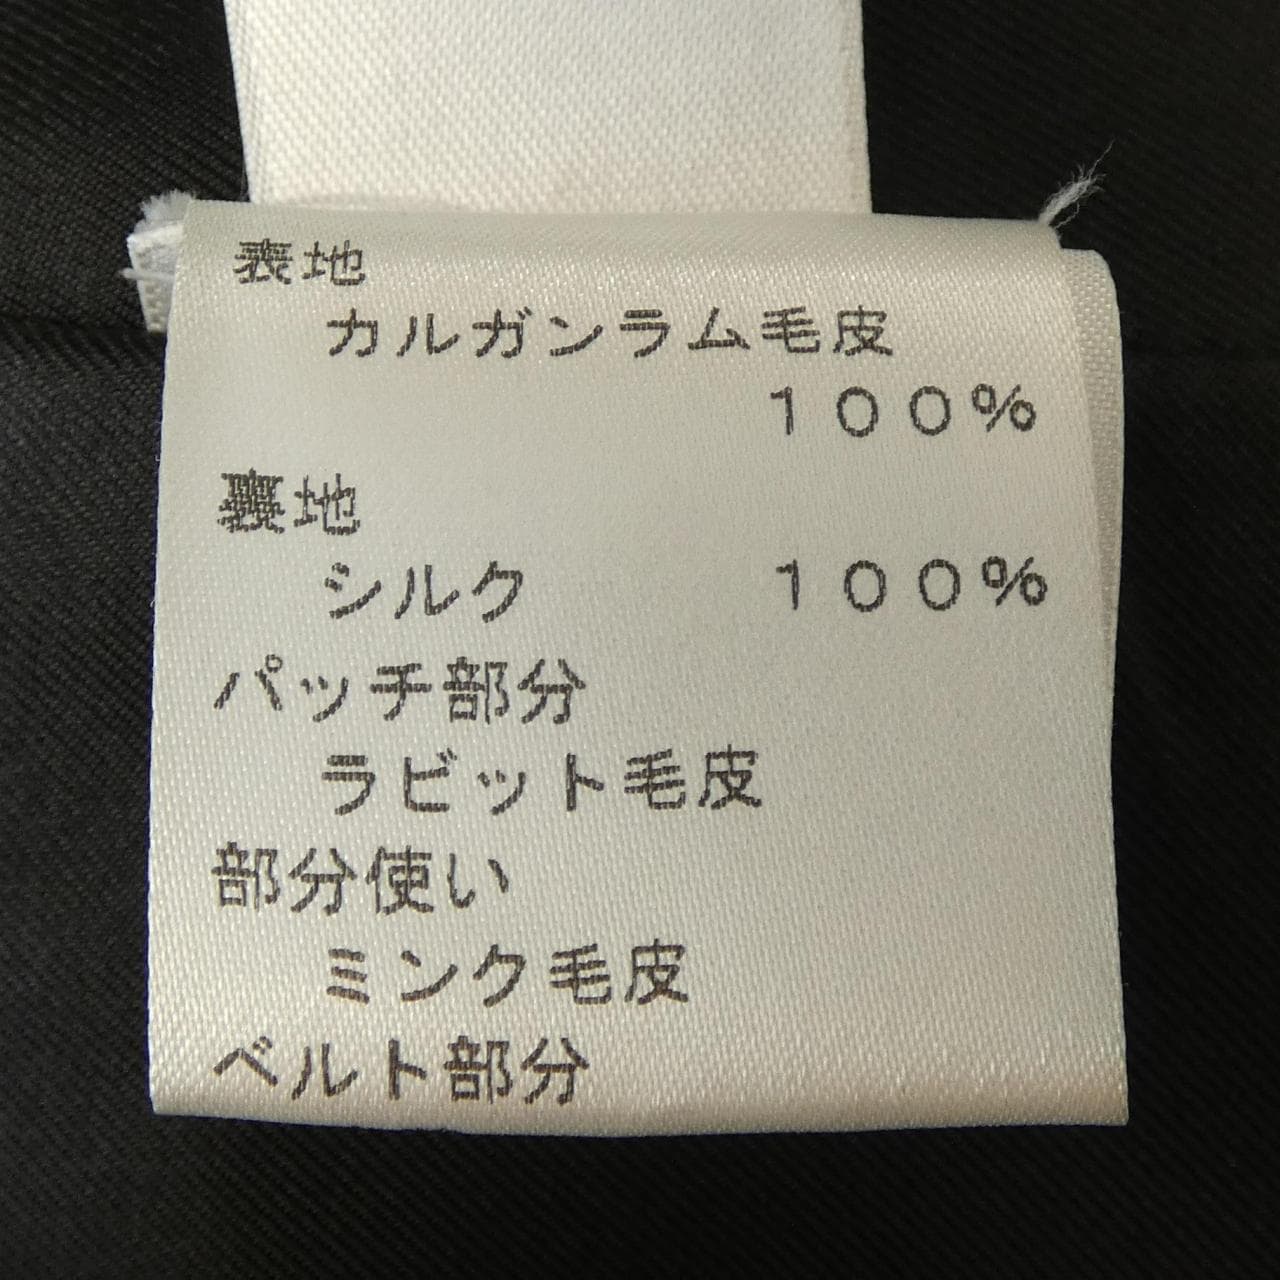 表地
カルガンラム毛皮
１００％
裏地
シルク　　　１００％
パッチ部分
ラビット毛皮
部分使い
ミンク毛皮
ベルト部分